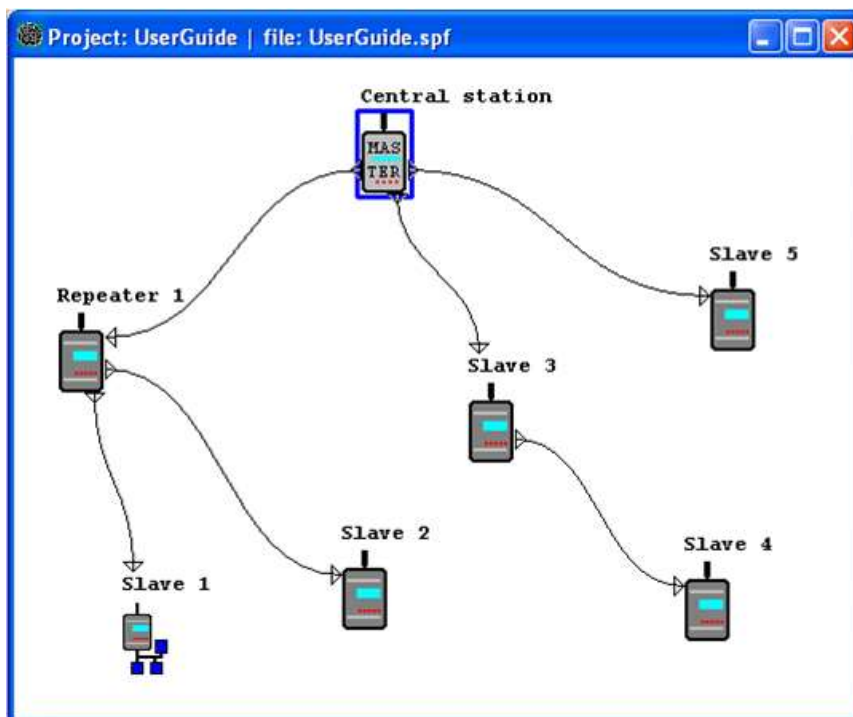 Project: UserGuide | file: UserGuide.spf
Central station
MAS
TER
Slave 5
Repeater 1
Slave 3
Slave 2
Slave 4
Slave 1